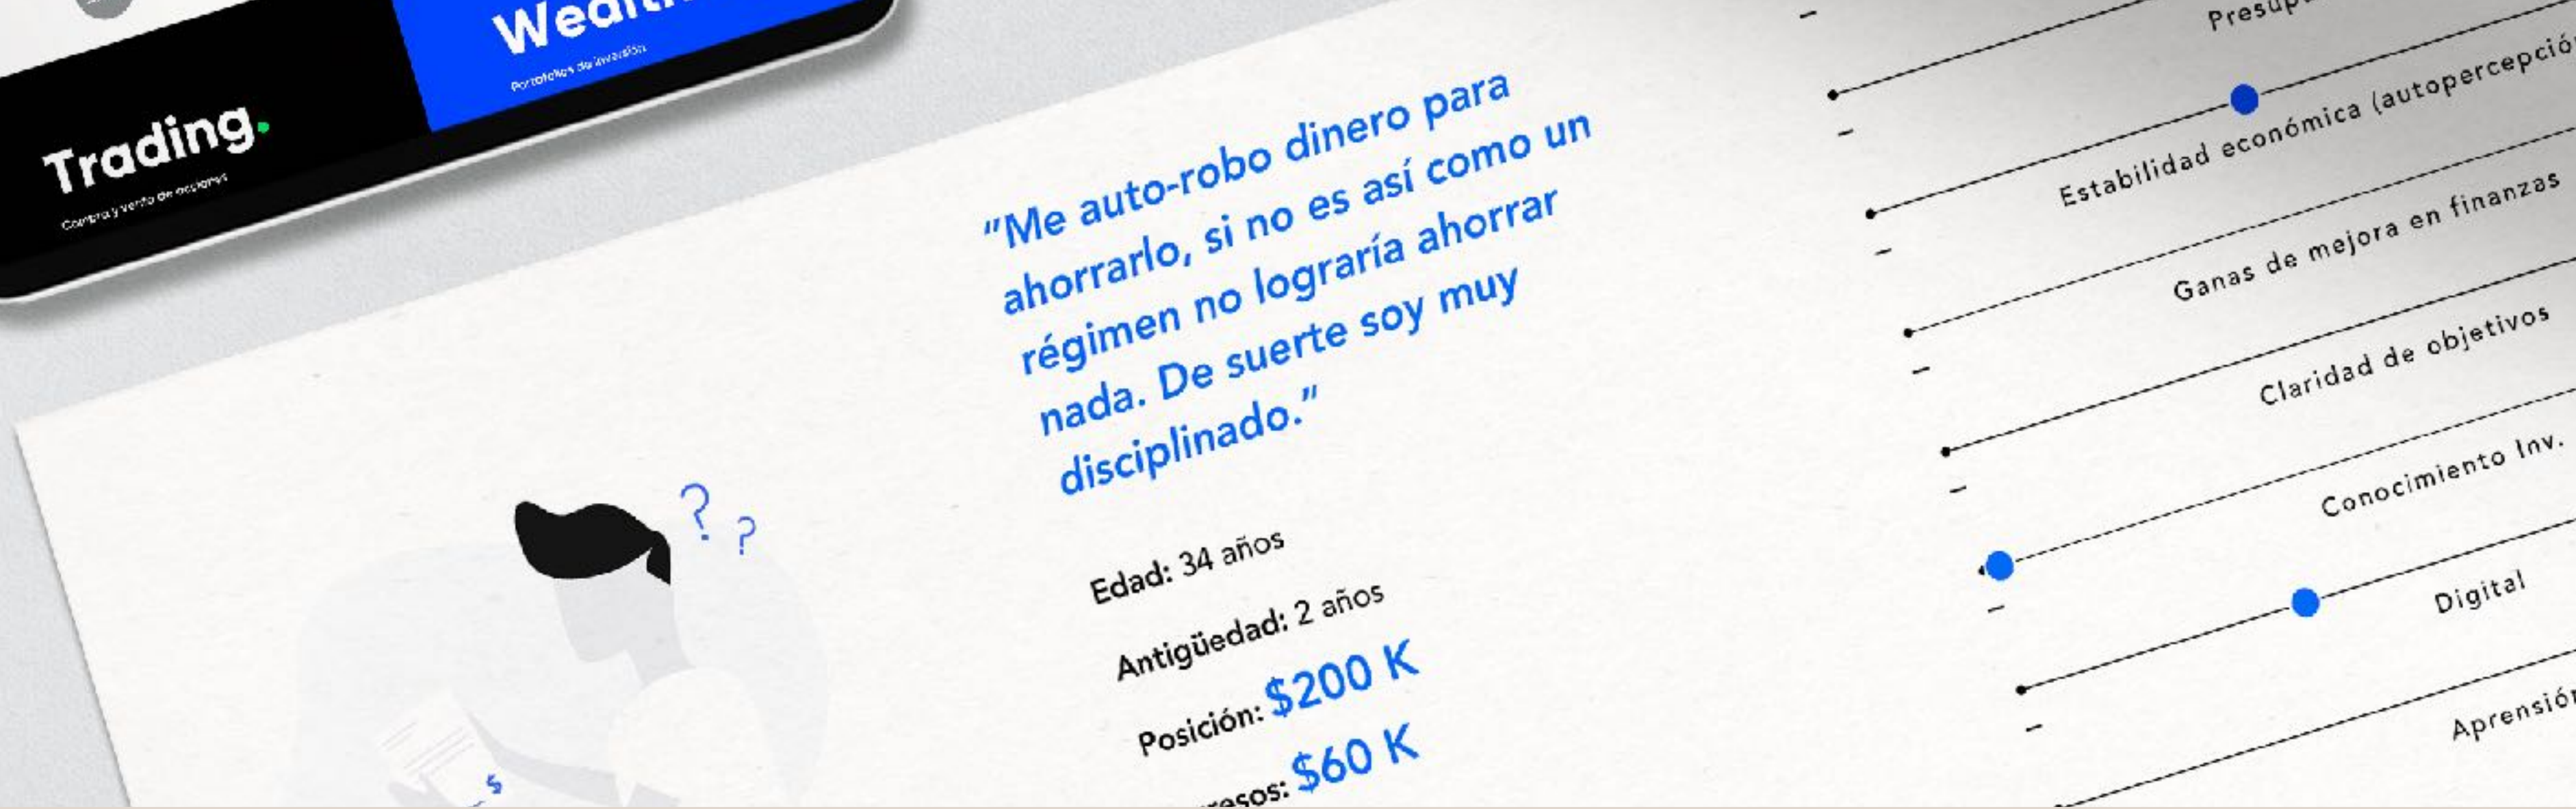 Trading.
Compra y venta de acciones
Portafolios de inversión
"Me auto-robo dinero para
ahorrarlo, si no es así como un
régimen no lograría ahorrar
nada. De suerte soy muy
disciplinado."
? ?
$
Edad: 34 años
Antigüedad: 2 años
Posición: $200 K
$60 K
Estabilidad económica
Ganas de mejora en finanzas
Claridad de objetivos
Conocimiento Inv.
Digital